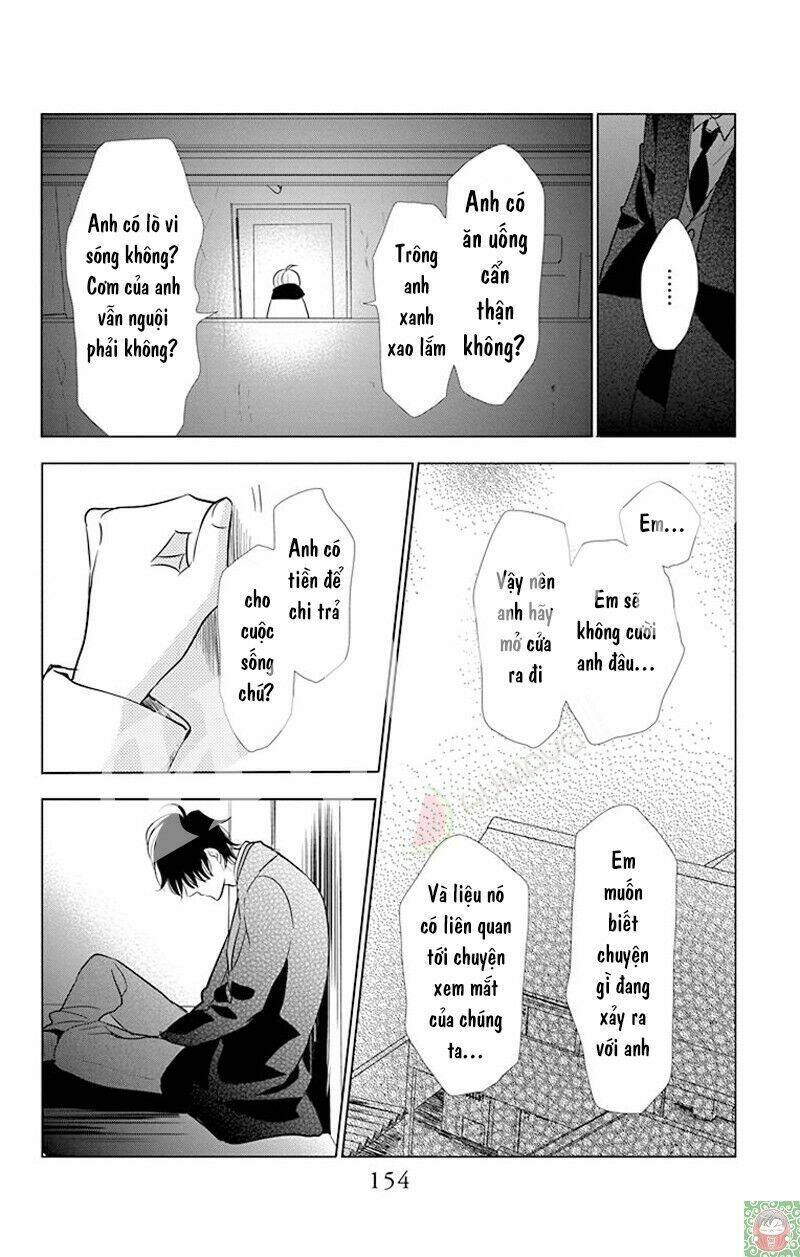 ......
Anh có
ăn uống
cẩn
thận
không?
Trông
anh
xanh
xao lắm
Anh có lò vi
sóng không?
Cơm của anh
vẫn nguội
phải không?
Em...
Em sẽ
không cười
anh đâu...
Vậy nên
anh hãy
mở cửa
ra đi
Anh có
tiền để
chi trả
cho
cuộc
sống
chứ?
Em
muốn
biết
chuyện
gì đang
xảy ra
với anh
Và liệu nó
có liên quan
tới chuyện
xem mắt
của chúng
ta...
154